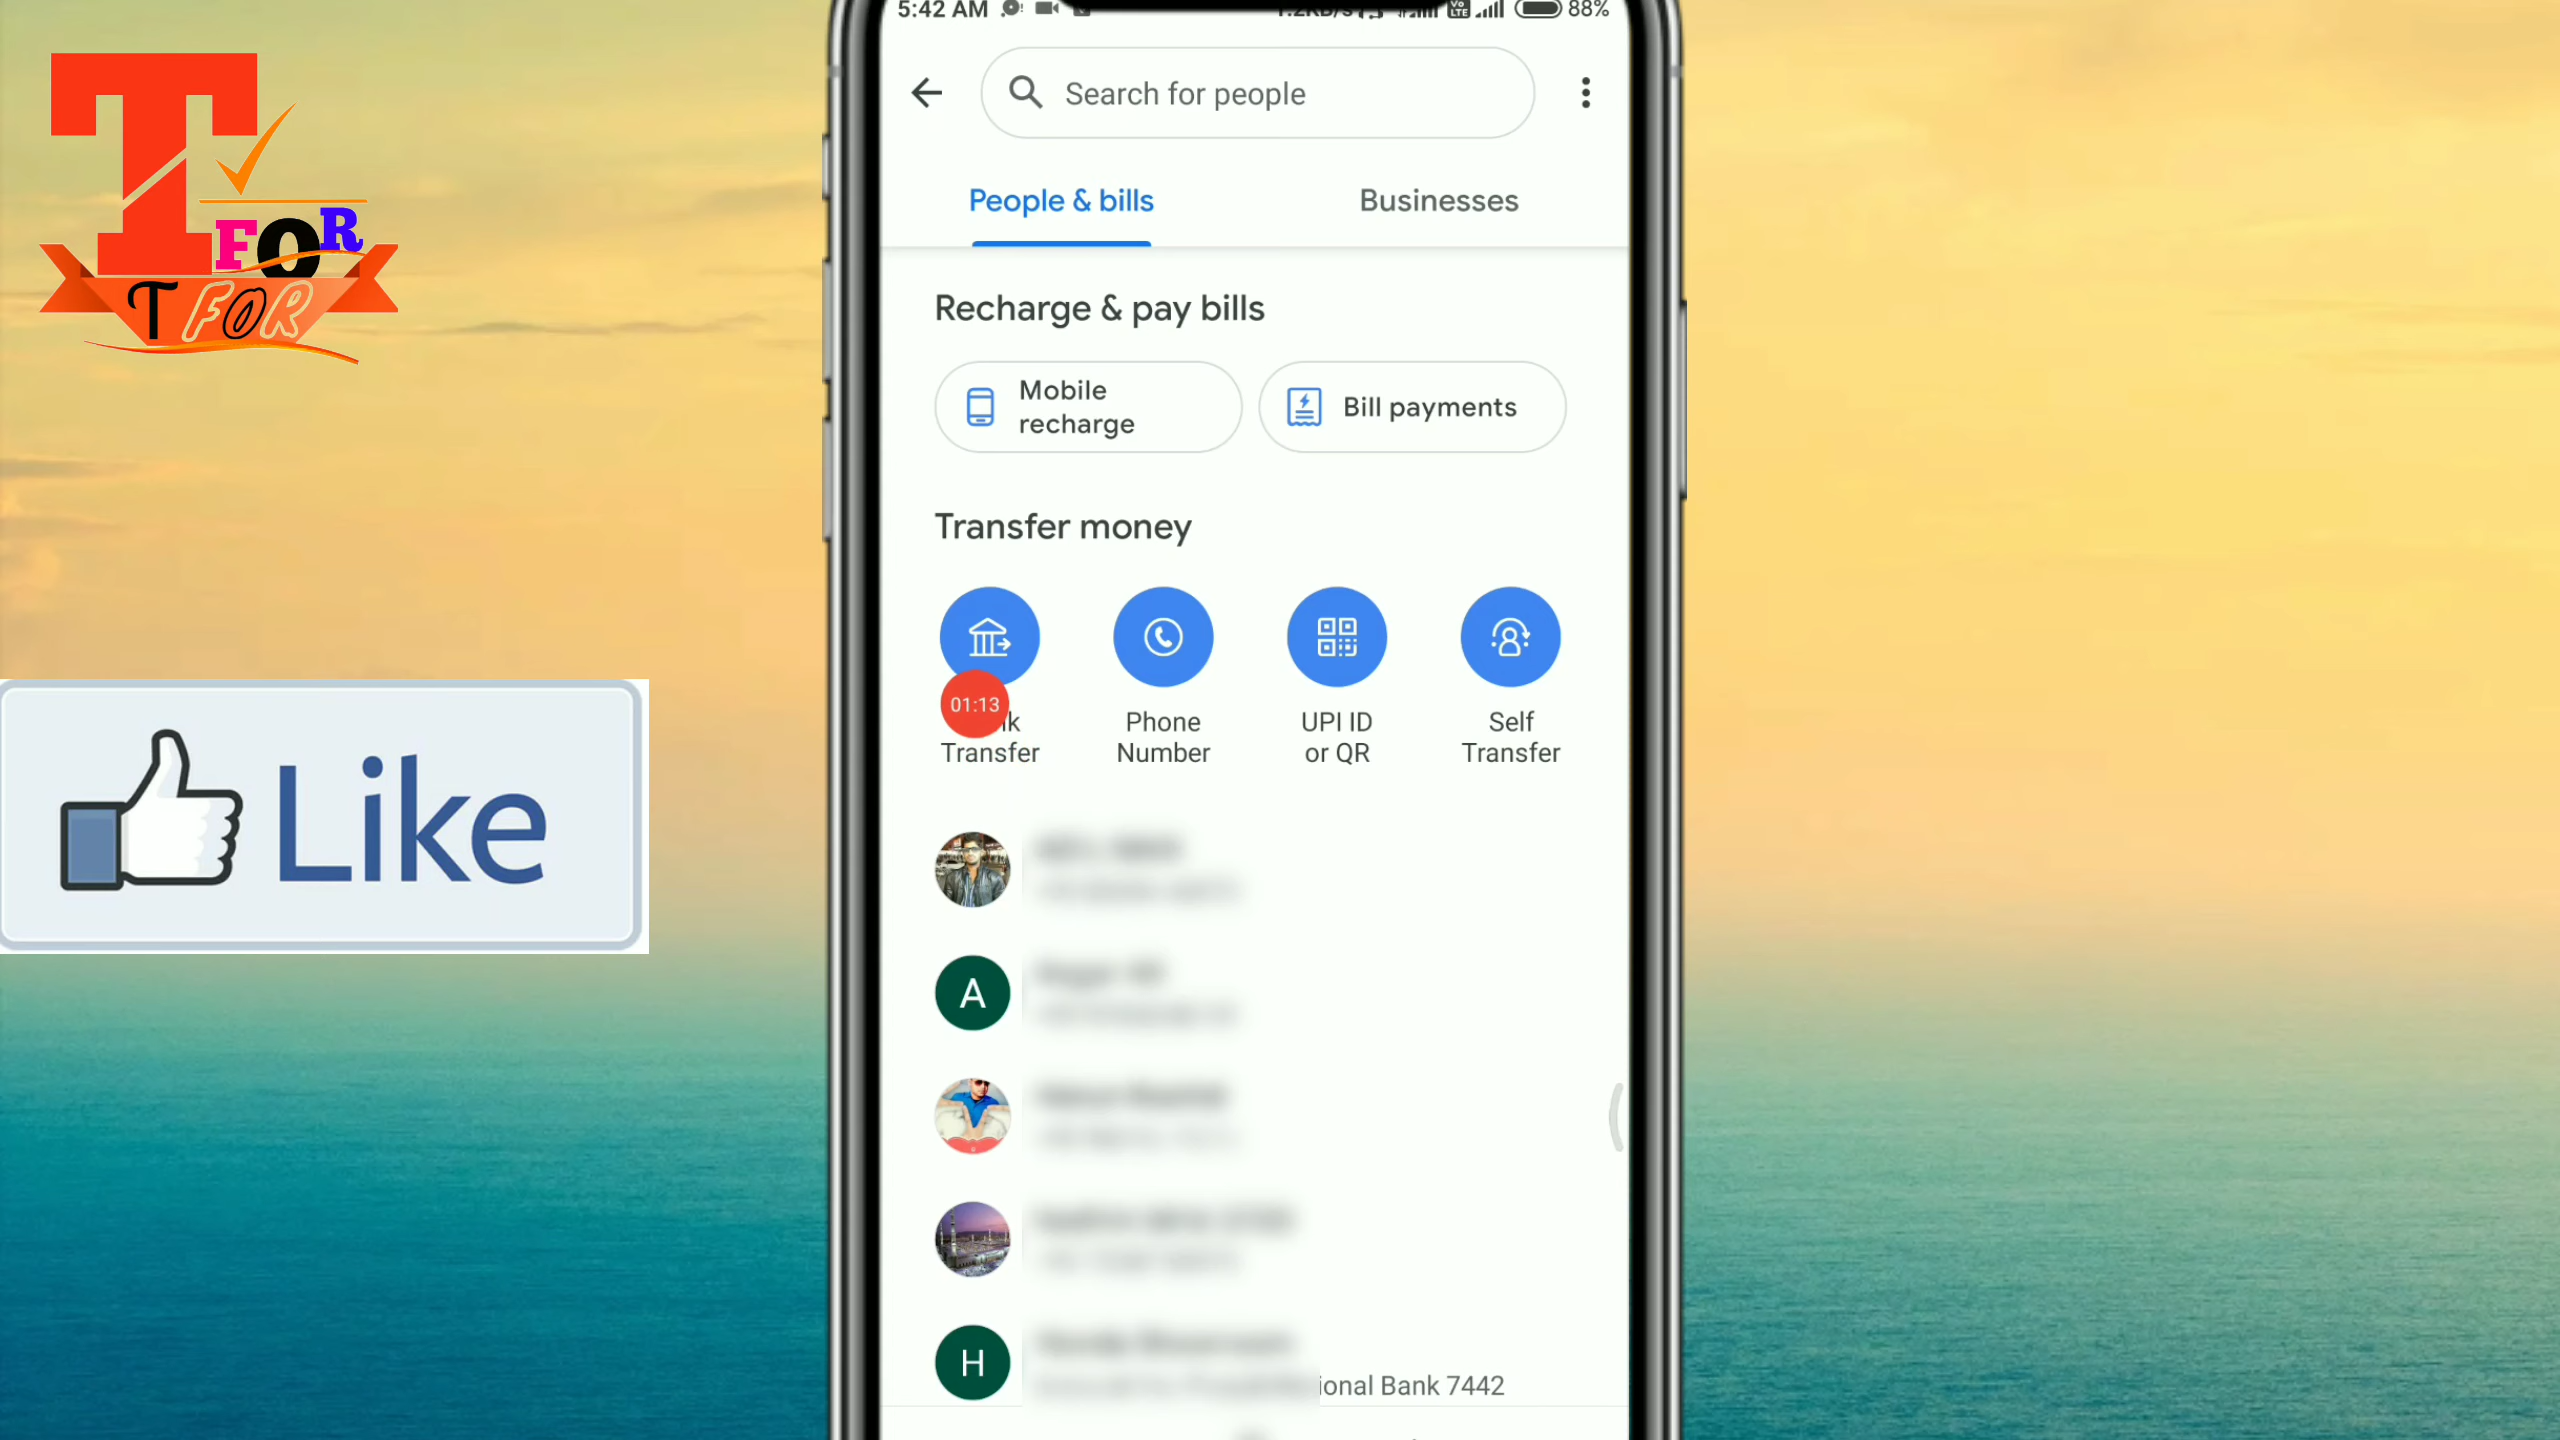 5:42 AM
88%
Search for people
People & bills
Businesses
Recharge & pay bills
Mobile
recharge
Bill payments
Transfer money
01:13
Transfer
Phone
Number
UPI ID
or QR
Self
Transfer
A
H
ional Bank 7442
T
FOR
T FOR
Like